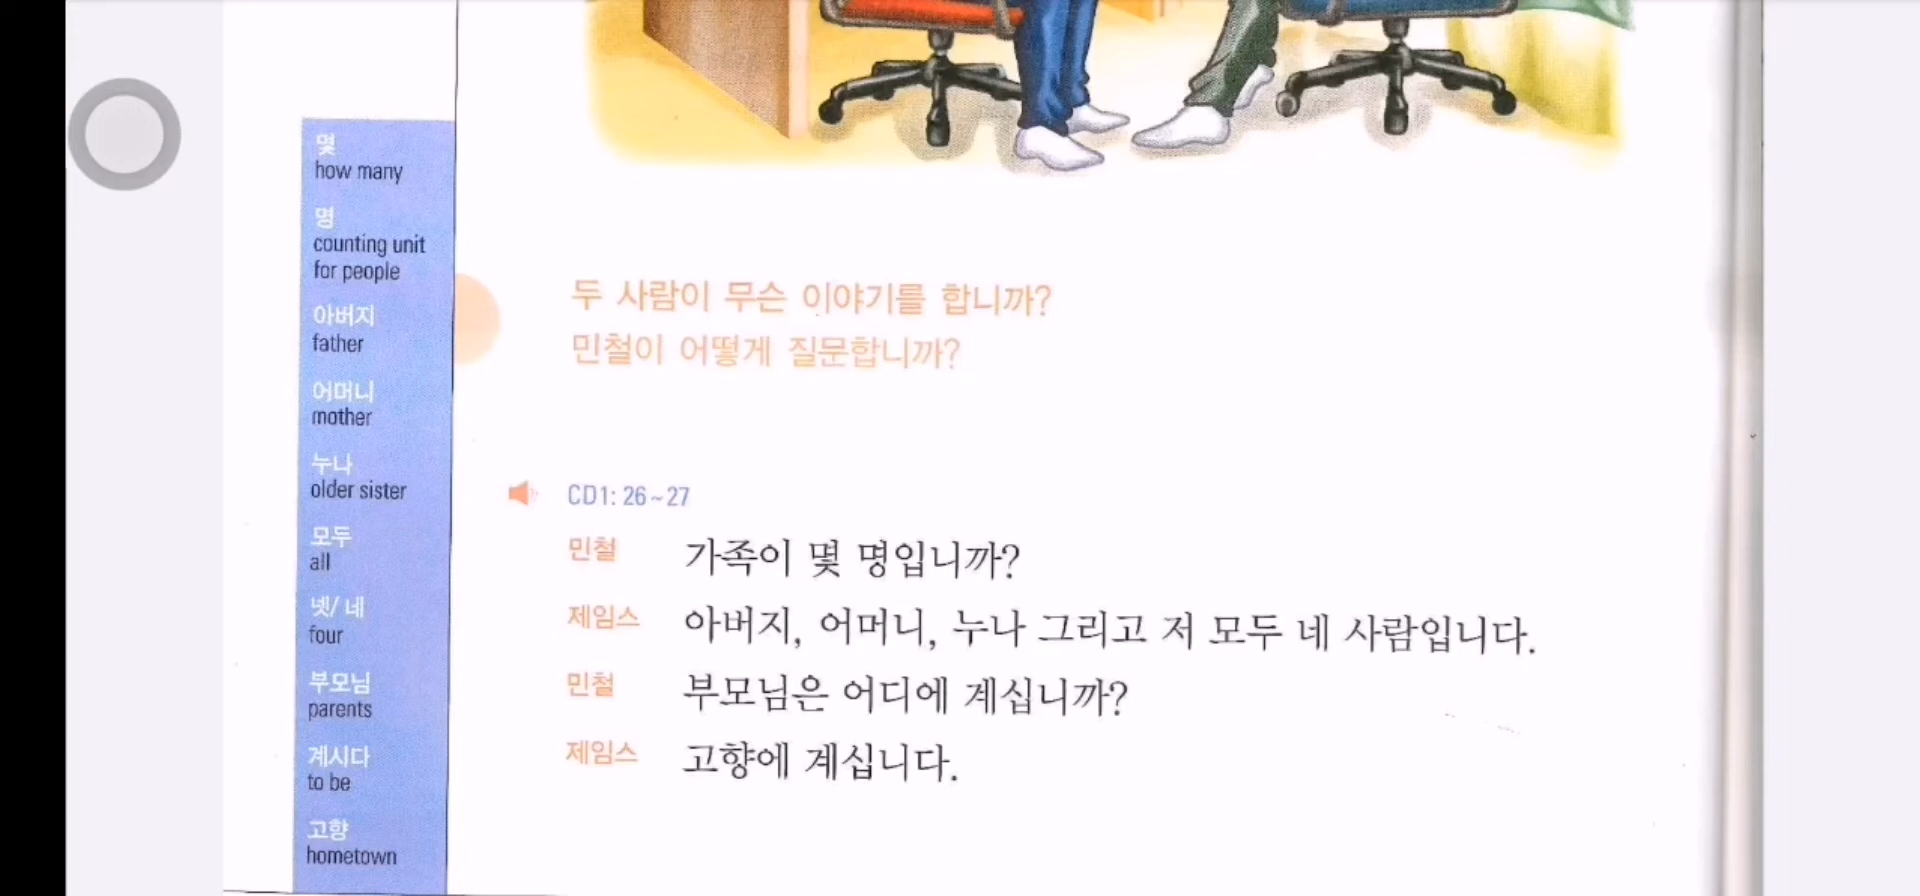 몇
how many
명
counting unit
for people
아버지
father
어머니
mother
누나
older sister
모두
all
넷/ 네
four
부모님
parents
계시다
to be
고향
hometown
두 사람이 무슨 이야기를 합니까?
민철이 어떻게 질문합니까?
CD1: 26~27
민철 가족이 몇 명입니까?
제임스 아버지, 어머니, 누나 그리고 저 모두 네 사람입니다.
민철 부모님은 어디에 계십니까?
제임스 고향에 계십니다.